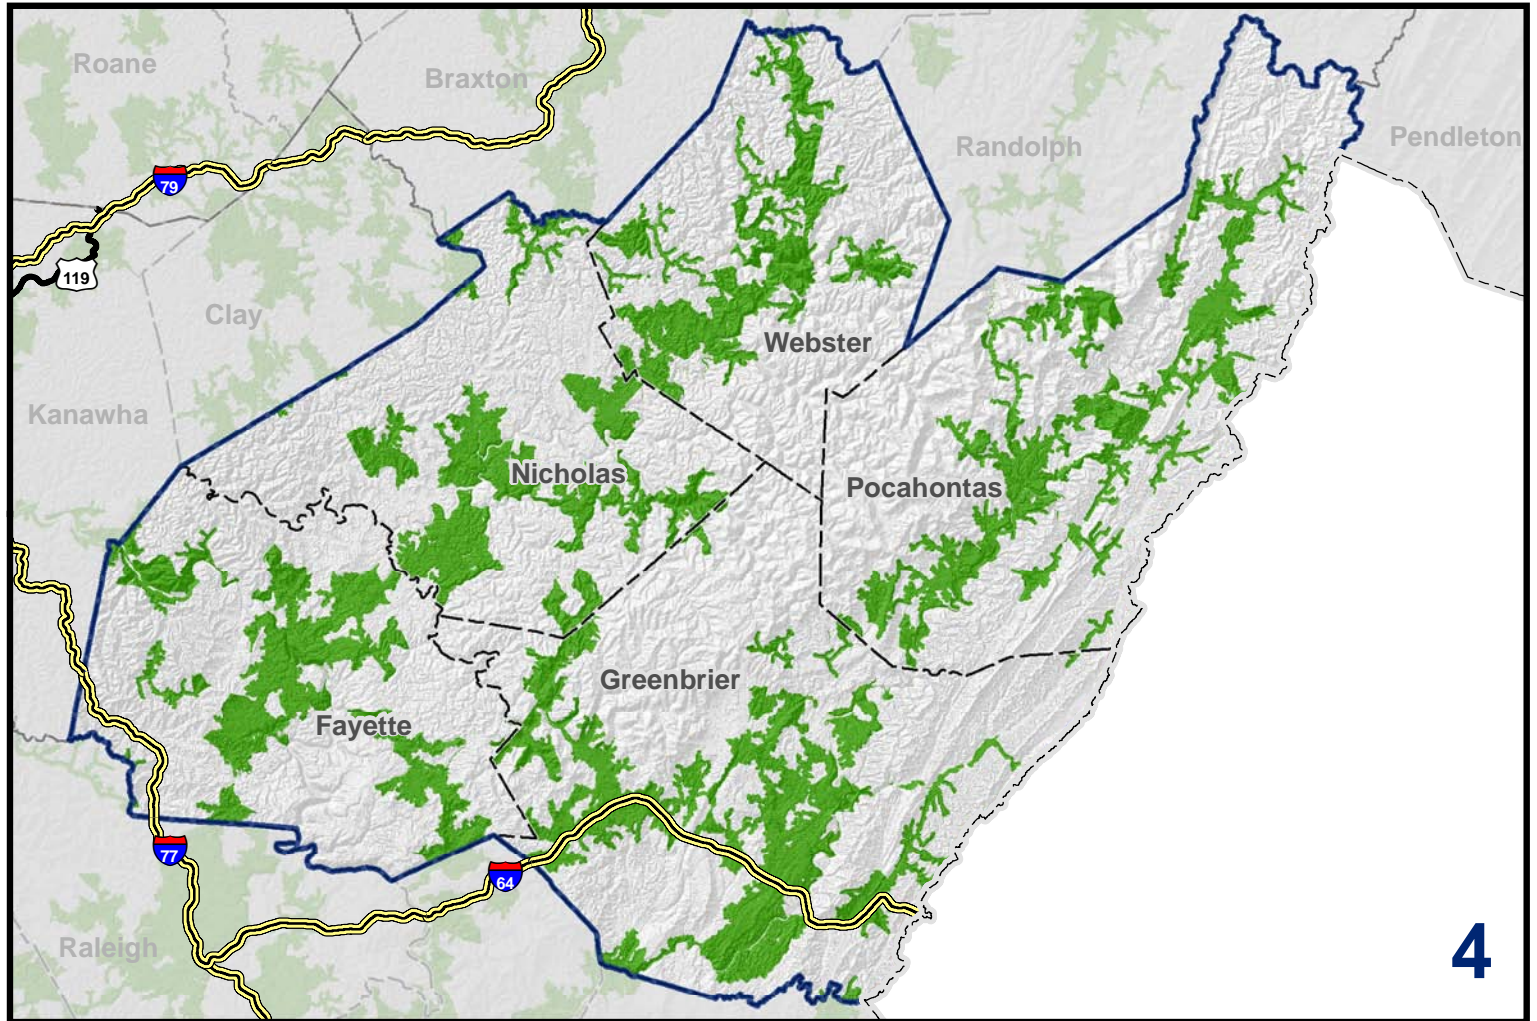 Roane
Braxton
Randolph
Pendleton
79
119
Clay
Webster
Kanawha
Nicholas
Pocahontas
Greenbrier
Fayette
77
64
Raleigh
4